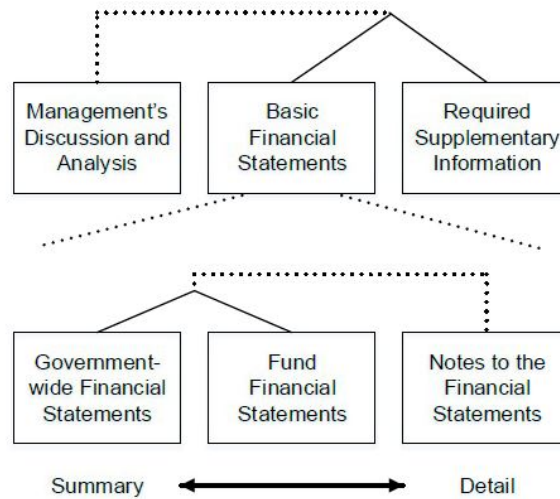 Management's
Discussion and
Analysis
Basic
Financial
Statements
Required
Supplementary
Information
Government-
wide Financial
Statements
Fund
Financial
Statements
Notes to the
Financial
Statements
Summary
Detail